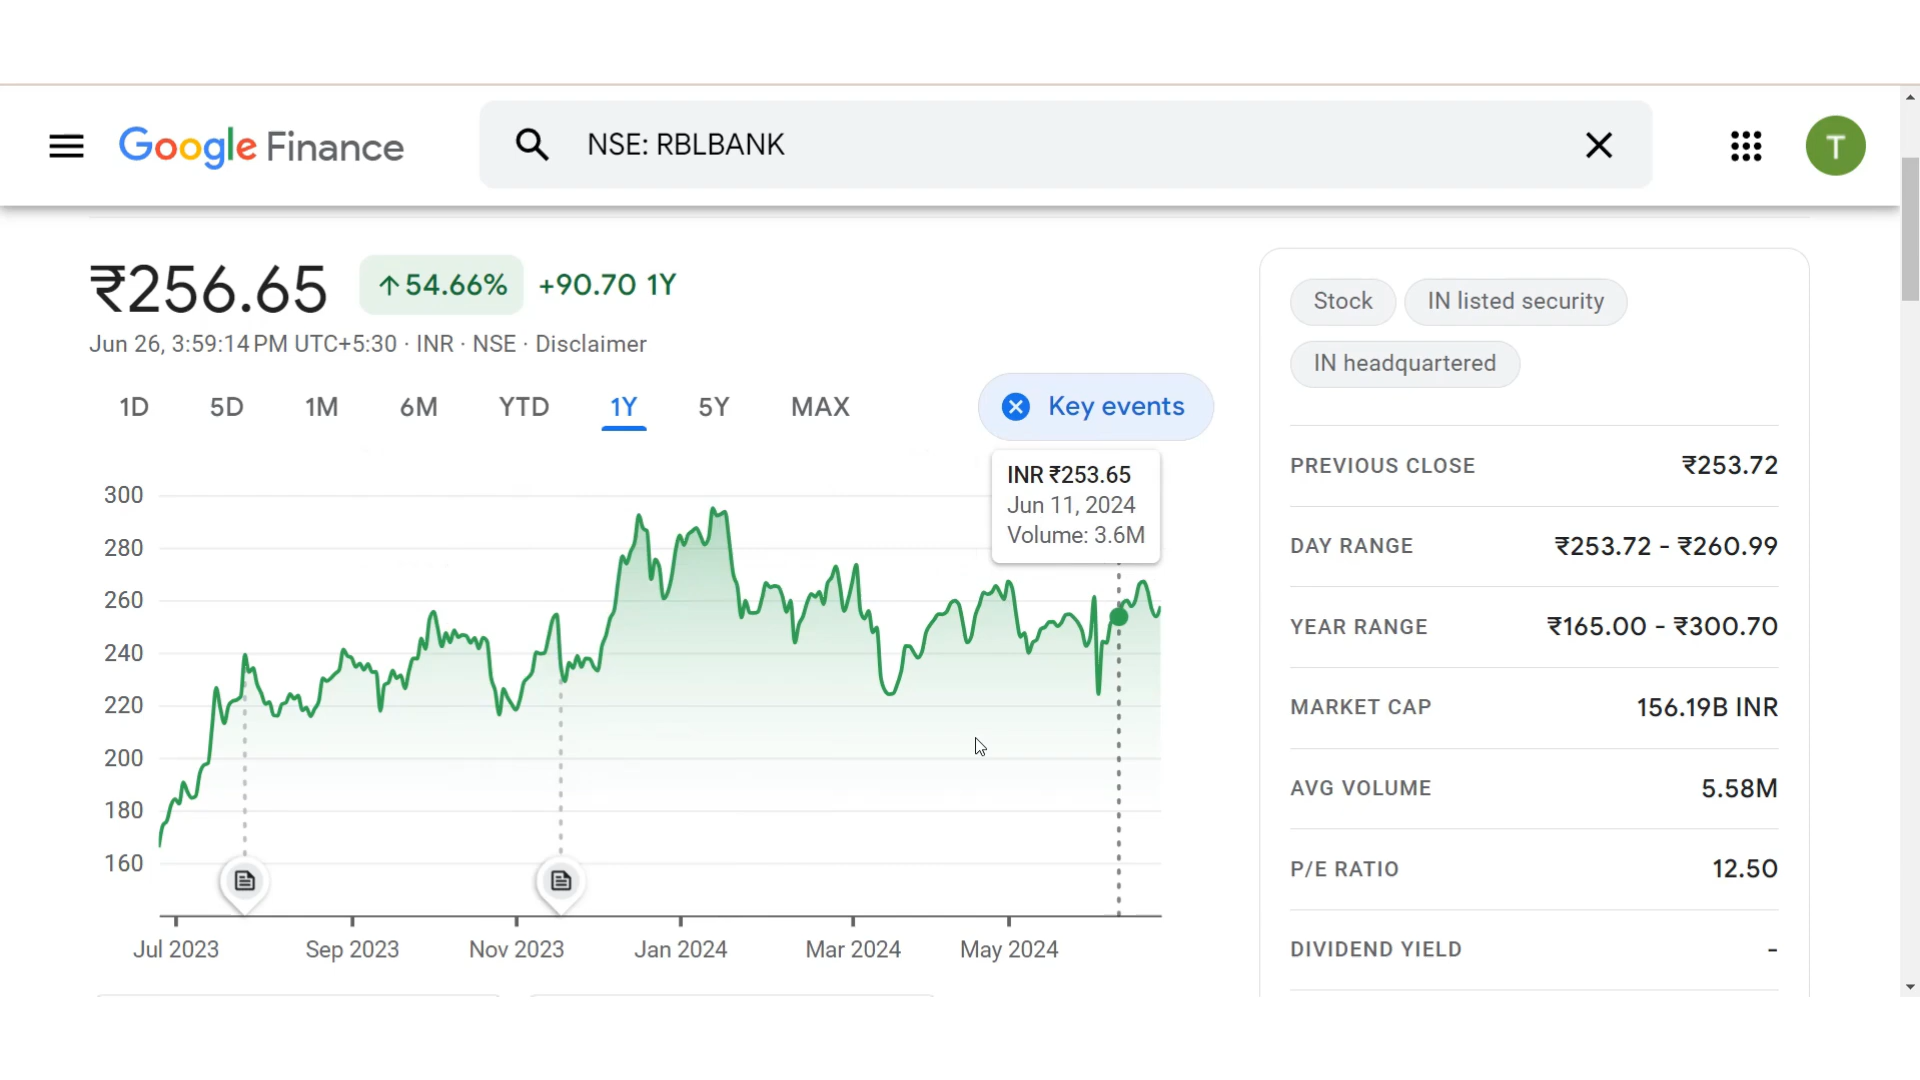 Google Finance
NSE: RBLBANK
T
₹256.65
↑ 54.66%
+90.70 1Y
Jun 26, 3:59:14 PM UTC+5:30 · INR · NSE · Disclaimer
1D 5D 1M 6M YTD 1Y 5Y MAX
Key events
INR ₹253.65
Jun 11, 2024
Volume: 3.6M
300
280
260
240
220
200
180
160
Jul 2023 Sep 2023 Nov 2023 Jan 2024 Mar 2024 May 2024
Stock
IN listed security
IN headquartered
PREVIOUS CLOSE ₹253.72
DAY RANGE ₹253.72 - ₹260.99
YEAR RANGE ₹165.00 - ₹300.70
MARKET CAP 156.19B INR
AVG VOLUME 5.58M
P/E RATIO 12.50
DIVIDEND YIELD -